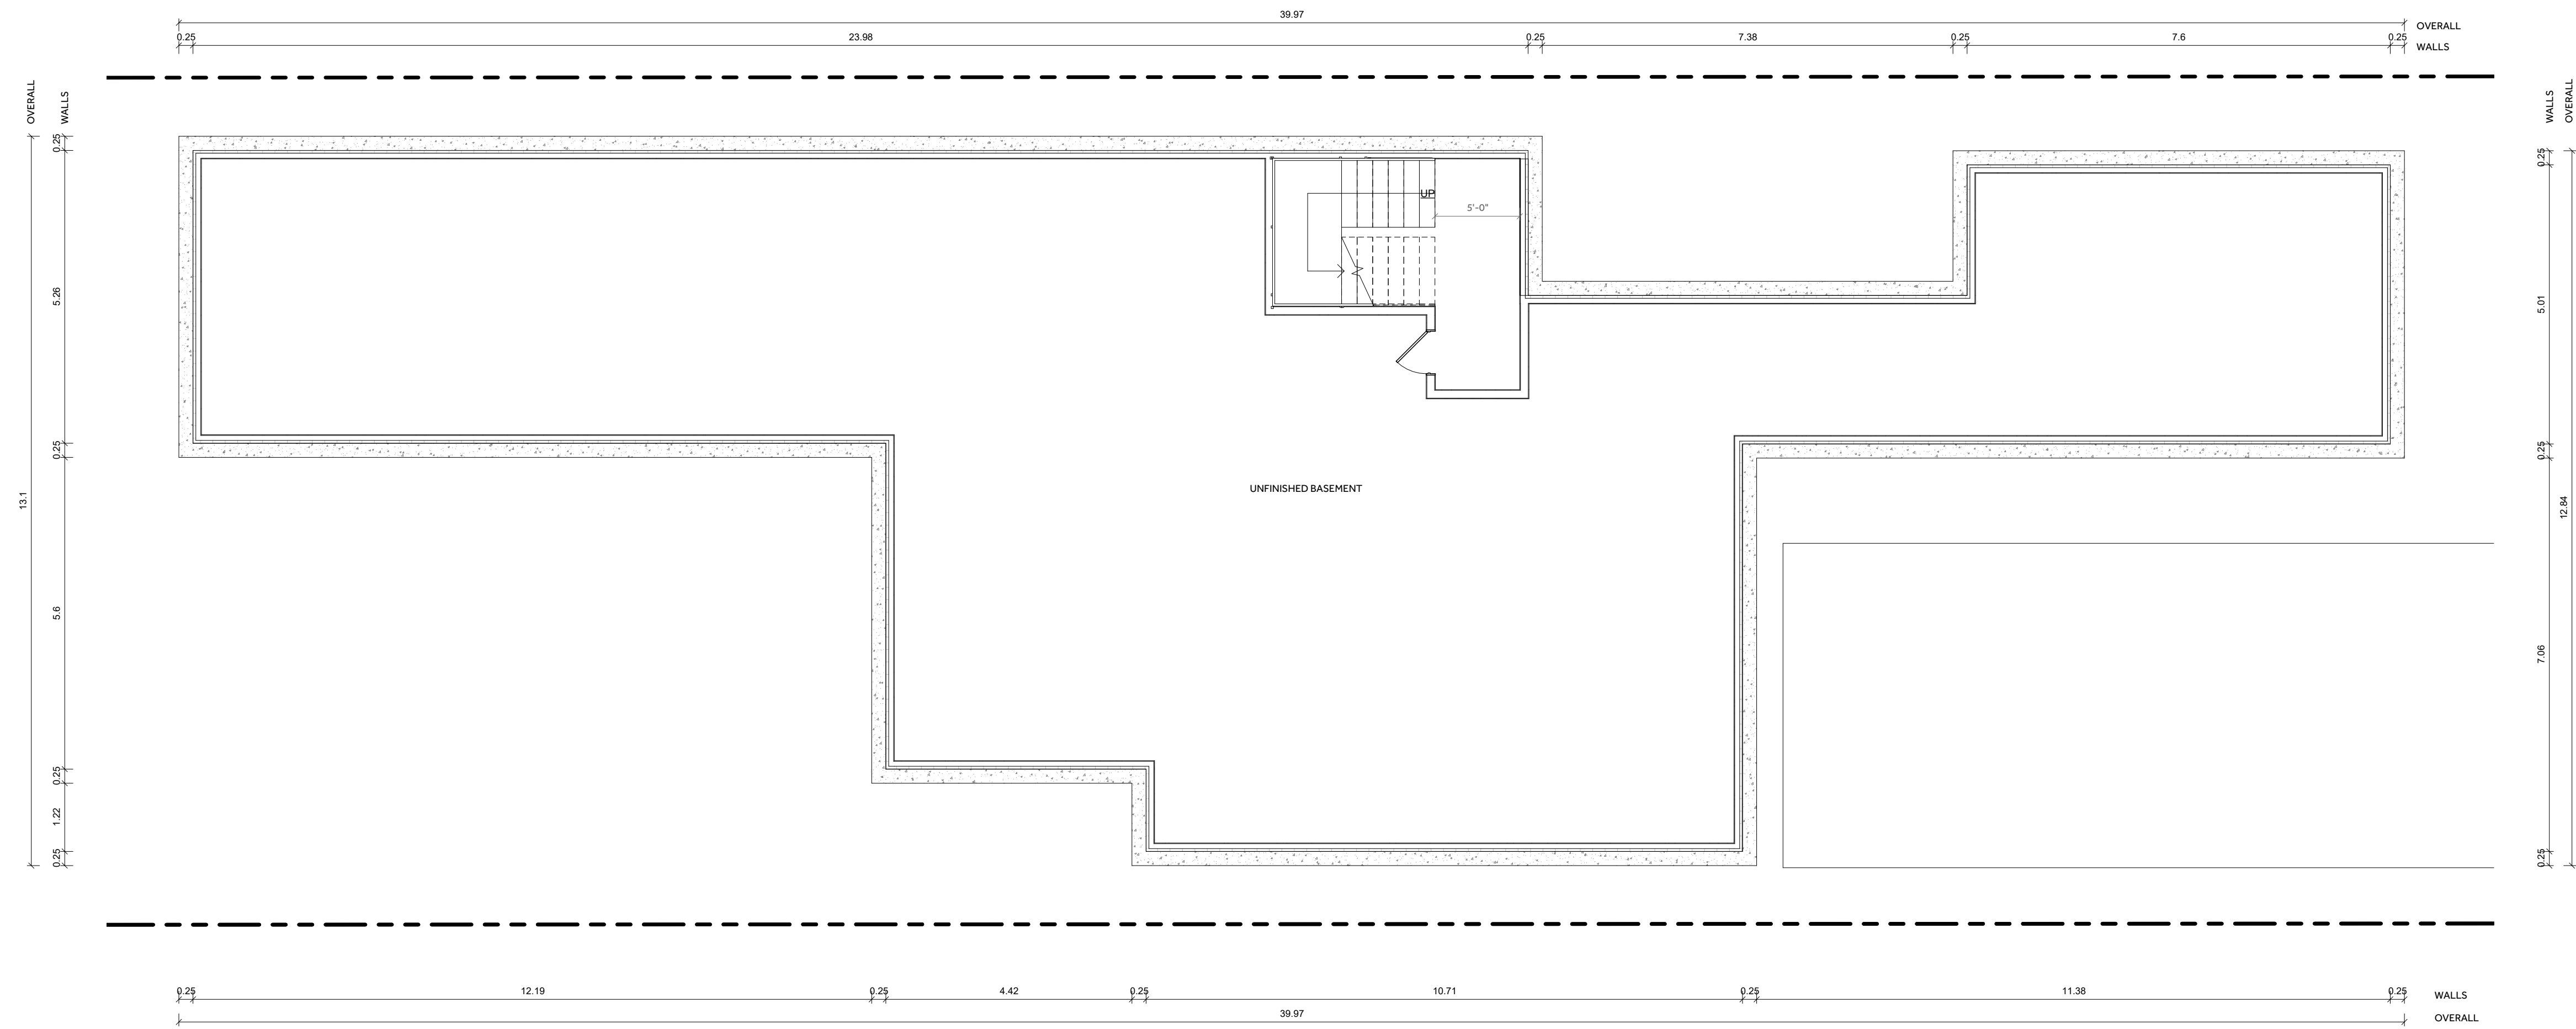 39.97
OVERALL
0.25 23.98 0.25 7.38 0.25 7.6 0.25
WALLS
OVERALL
WALLS
WALLS
OVERALL
0.25
5.26
0.25
5.6
0.25
1.22
0.25
13.1
UP
5'-0"
UNFINISHED BASEMENT
0.25
5.01
0.25
7.06
0.25
12.84
0.25 12.19 0.25 4.42 0.25 10.71 0.25 11.38 0.25
WALLS
39.97
OVERALL